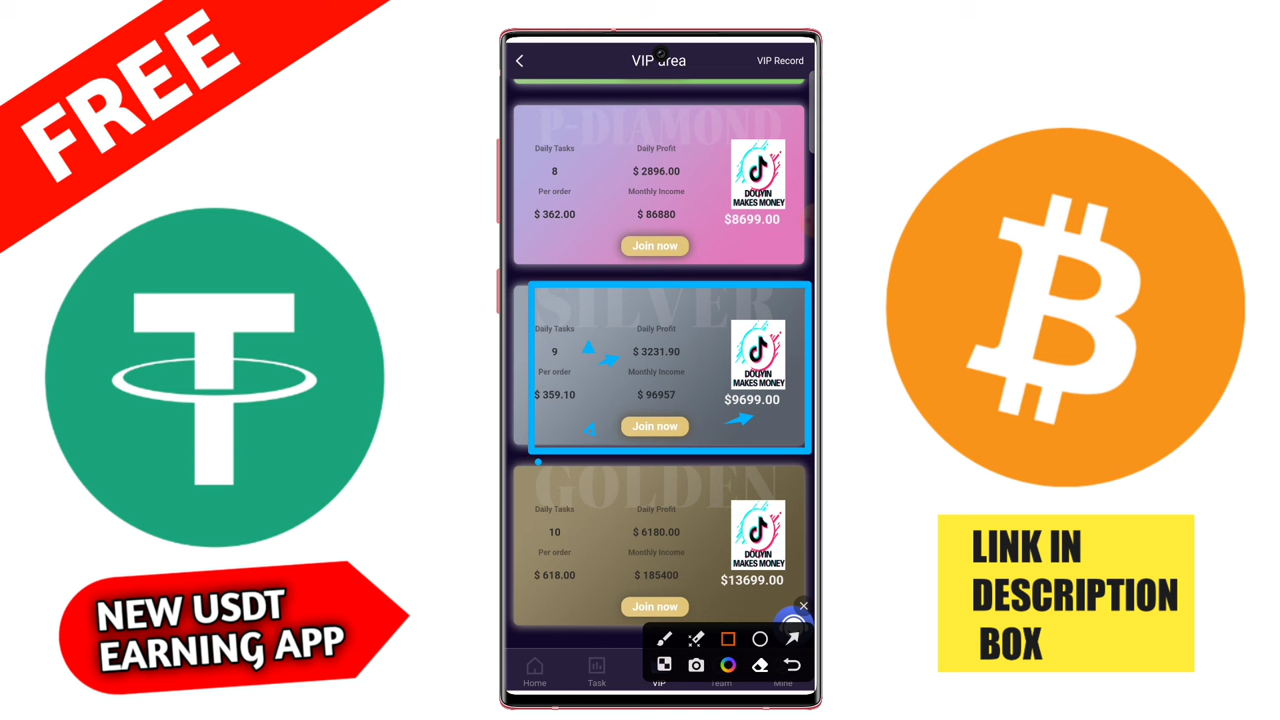 FREE
VIP area
VIP Record
P-DIAMOND
Daily Tasks
Daily Profit
8
$ 2896.00
Per order
Monthly Income
$ 362.00
$ 86880
DOUYIN
MAKES MONEY
$8699.00
Join now
SILVER
Daily Tasks
Daily Profit
9
$ 3231.90
Per order
Monthly Income
$ 359.10
$ 96957
DOUYIN
MAKES MONEY
$9699.00
Join now
GOLDEN
Daily Tasks
Daily Profit
10
$ 6180.00
Per order
Monthly Income
$ 618.00
$ 185400
DOUYIN
MAKES MONEY
$13699.00
Join now
Home
Task
VIP
Team
Mine
NEW USDT
EARNING APP
LINK IN
DESCRIPTION
BOX